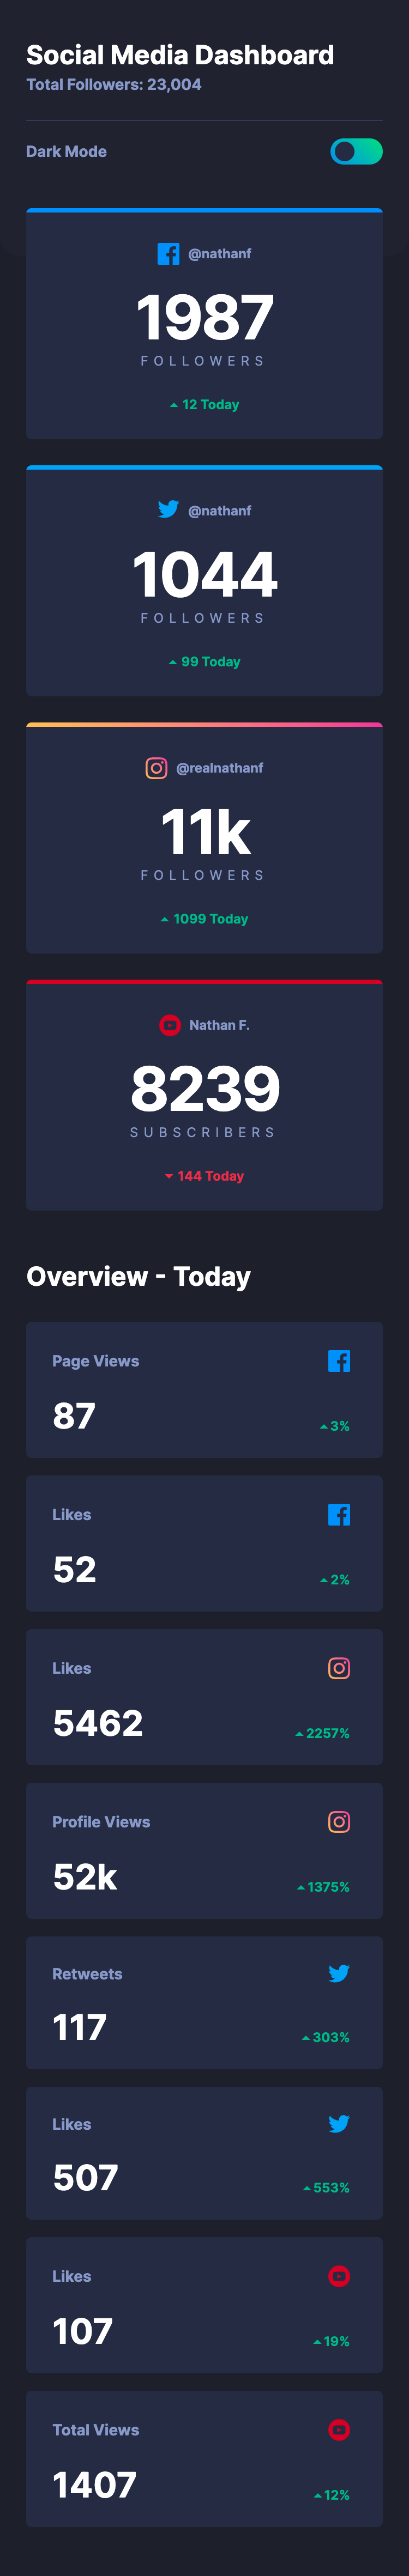 Social Media Dashboard
Total Followers: 23,004
Dark Mode
@nathanf
1987
FOLLOWERS
12 Today
@nathanf
1044
FOLLOWERS
99 Today
@realnathanf
11k
FOLLOWERS
1099 Today
Nathan F.
8239
SUBSCRIBERS
144 Today
Overview - Today
Page Views
87
3%
Likes
52
2%
Likes
5462
2257%
Profile Views
52k
1375%
Retweets
117
303%
Likes
507
553%
Likes
107
19%
Total Views
1407
12%